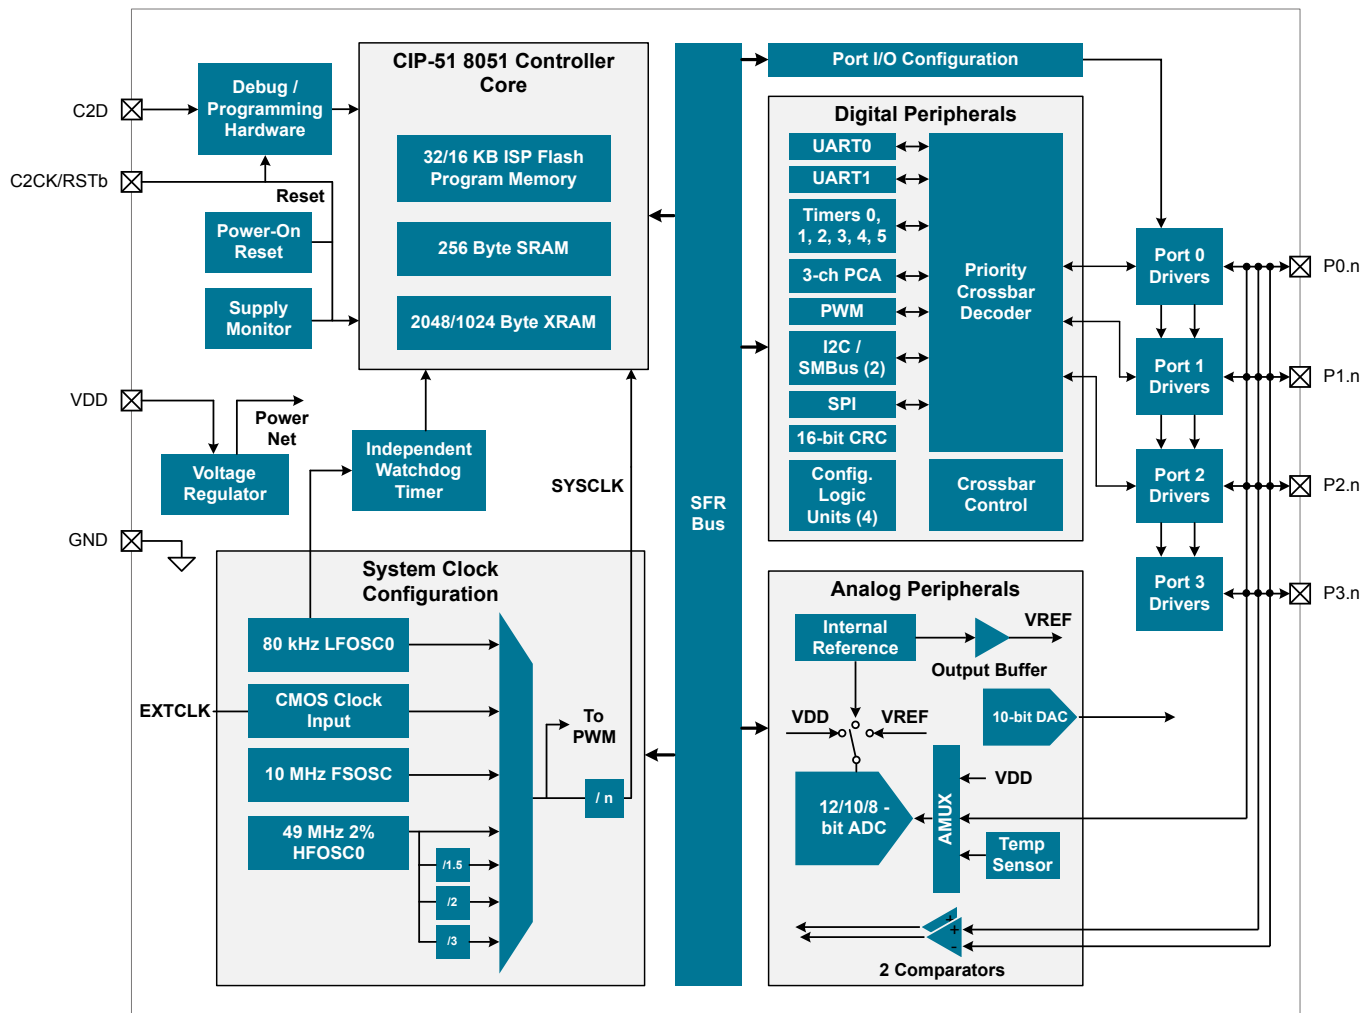 C2D
C2CK/RSTb
VDD
GND
EXTCLK
Debug /
Programming
Hardware
Reset
Power-On
Reset
Supply
Monitor
Power
Net
Voltage
Regulator
CIP-51 8051 Controller
Core
32/16 KB ISP Flash
Program Memory
256 Byte SRAM
2048/1024 Byte XRAM
Independent
Watchdog
Timer
SYSCLK
System Clock
Configuration
80 kHz LFOSC0
CMOS Clock
Input
10 MHz FSOSC
49 MHz 2%
HFOSC0
/1.5
/2
/3
To
PWM
/ n
SFR
Bus
Port I/O Configuration
Digital Peripherals
UART0
UART1
Timers 0,
1, 2, 3, 4, 5
3-ch PCA
PWM
I2C /
SMBus (2)
SPI
16-bit CRC
Config.
Logic
Units (4)
Priority
Crossbar
Decoder
Crossbar
Control
Port 0
Drivers
Port 1
Drivers
Port 2
Drivers
Port 3
Drivers
P0.n
P1.n
P2.n
P3.n
Analog Peripherals
Internal
Reference
VREF
Output Buffer
VDD
VREF
10-bit DAC
12/10/8 -
bit ADC
AMUX
VDD
Temp
Sensor
+
+
-
2 Comparators